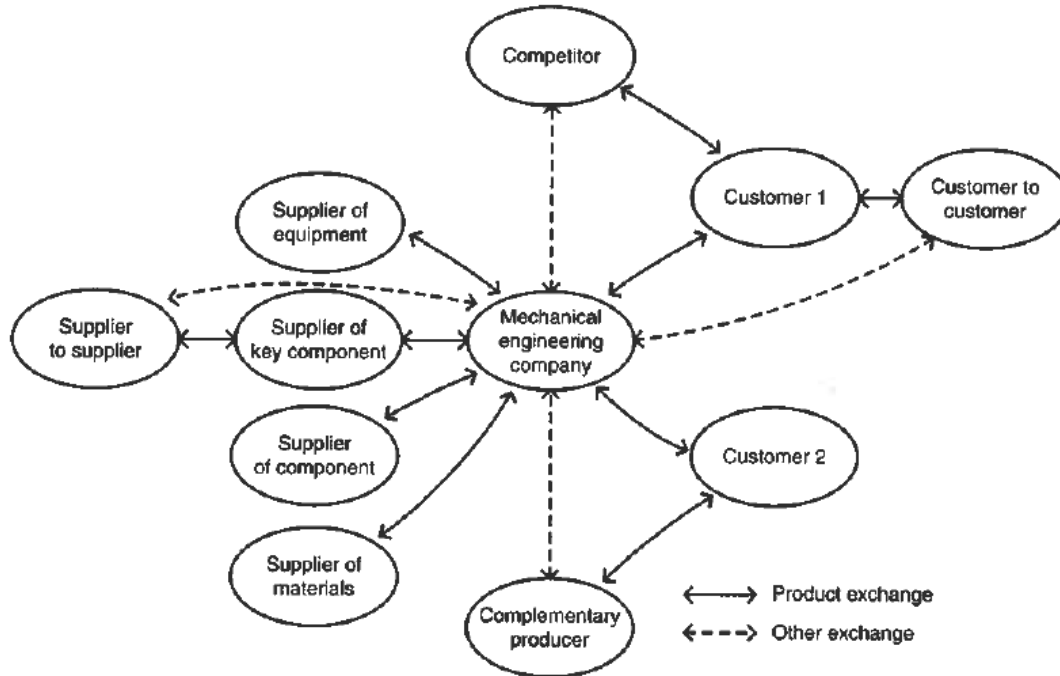 Competitor
Customer 1
Customer to
customer
Supplier of
equipment
Supplier
to supplier
Supplier of
key component
Mechanical
engineering
company
Supplier
of component
Customer 2
Supplier of
materials
Complementary
producer
Product exchange
Other exchange